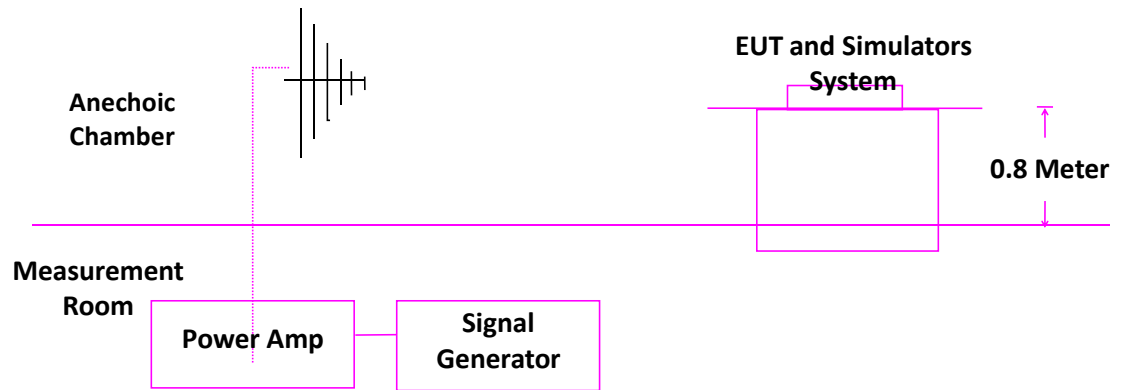 EUT and Simulators
System
Anechoic
Chamber
0.8 Meter
Measurement
Room
Power Amp
Signal
Generator